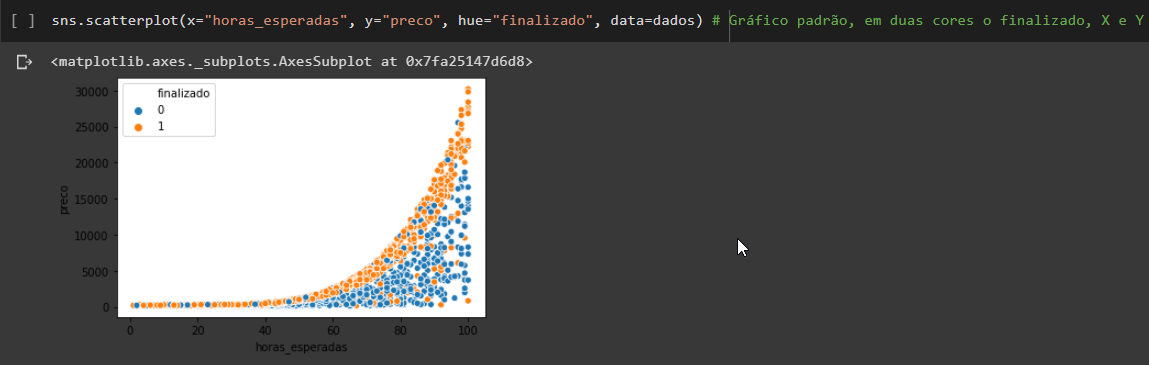 [ ] sns.scatterplot(x="horas_esperadas", y="preco", hue="finalizado", data=dados) # Gráfico padrão, em duas cores o finalizado, X e Y
<matplotlib.axes._subplots.AxesSubplot at 0x7fa25147d6d8>
finalizado
0
1
30000
25000
20000
15000
10000
5000
0
preco
0 20 40 60 80 100
horas_esperadas